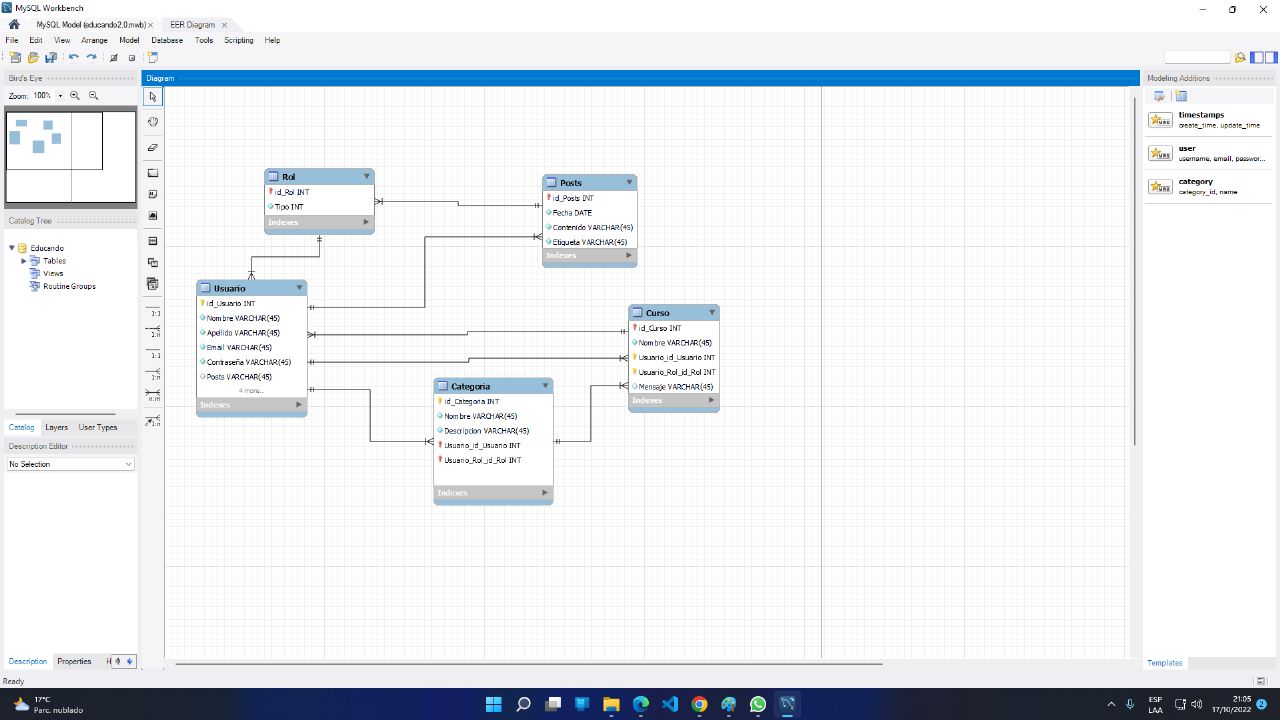 MySQL Workbench
MySQL Model (educando2.0.mwb) ×
EER Diagram ×
File Edit View Arrange Model Database Tools Scripting Help
Bird's Eye
Zoom: 100%
Catalog Tree
Educando
Tables
Views
Routine Groups
Catalog Layers User Types
Description Editor
No Selection
Description Properties H
Ready
Diagram
1:1
1:n
1:1
1:n
n:m
1:n
Rol
id_Rol INT
Tipo INT
Indexes
Posts
id_Posts INT
Fecha DATE
Contenido VARCHAR(45)
Etiqueta VARCHAR(45)
Indexes
Usuario
id_Usuario INT
Nombre VARCHAR(45)
Apellido VARCHAR(45)
Email VARCHAR(45)
Contraseña VARCHAR(45)
Posts VARCHAR(45)
4 more...
Indexes
Curso
id_Curso INT
Nombre VARCHAR(45)
Usuario_id_Usuario INT
Usuario_Rol_id_Rol INT
Mensaje VARCHAR(45)
Indexes
Categoria
id_Categoria INT
Nombre VARCHAR(45)
Descripcion VARCHAR(45)
Usuario_id_Usuario INT
Usuario_Rol_id_Rol INT
Indexes
Modeling Additions
timestamps
create_time, update_time
user
username, email, passwor...
category
category_id, name
Templates
17°C
Parc. nublado
ESP
LAA
21:05
17/10/2022
2